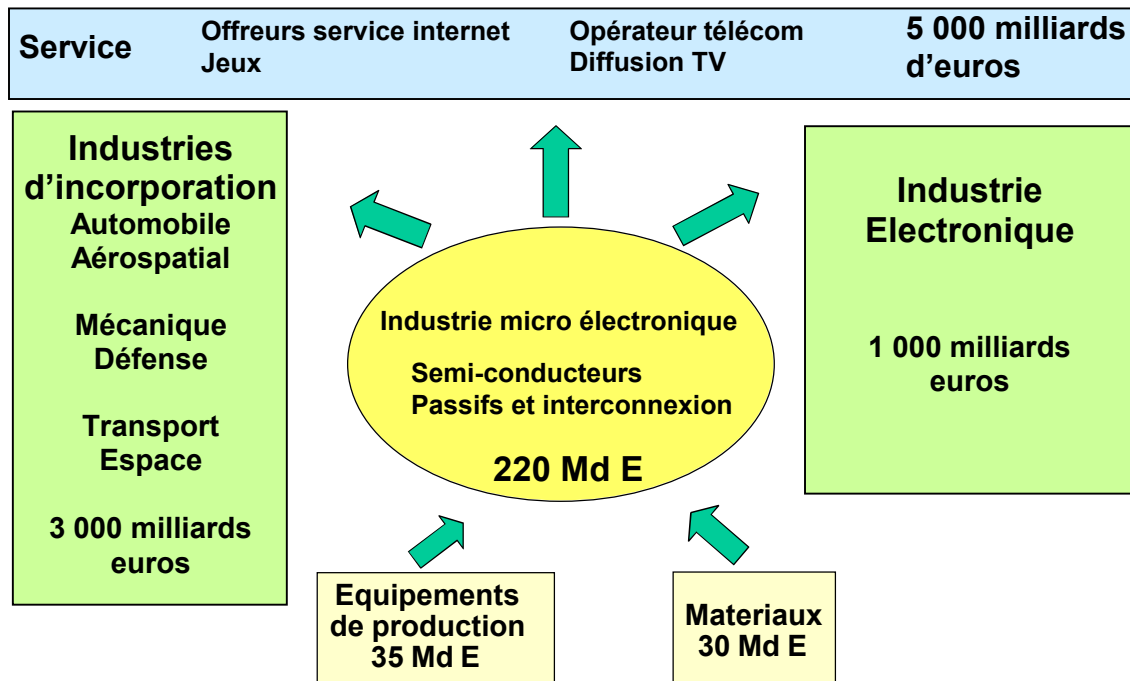 Service
Offreurs service internet
Jeux
Opérateur télécom
Diffusion TV
5 000 milliards
d'euros
Industries
d'incorporation
Automobile
Aérospatial
Mécanique
Défense
Transport
Espace
3 000 milliards
euros
Industrie micro électronique
Semi-conducteurs
Passifs et interconnexion
220 Md E
Industrie
Electronique
1 000 milliards
euros
Equipements
de production
35 Md E
Materiaux
30 Md E